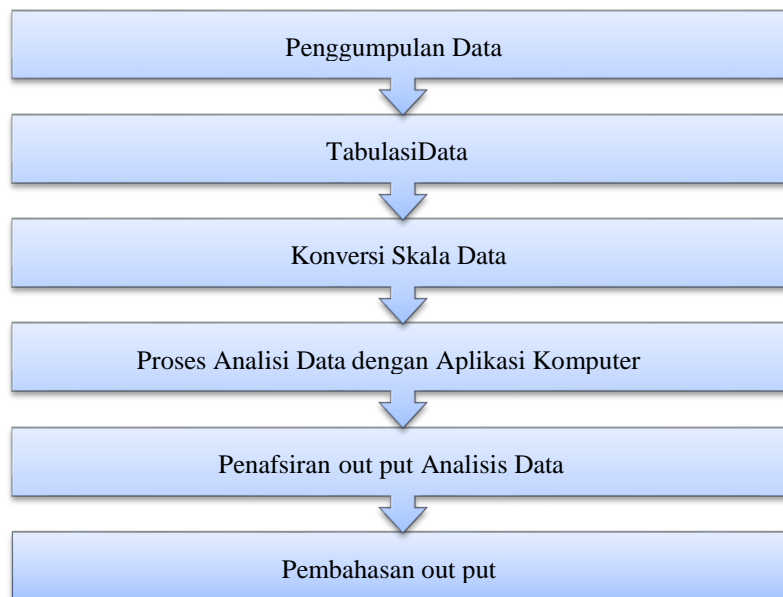 Penggumpulan Data
TabulasiData
Konversi Skala Data
Proses Analisi Data dengan Aplikasi Komputer
Penafsiran out put Analisis Data
Pembahasan out put